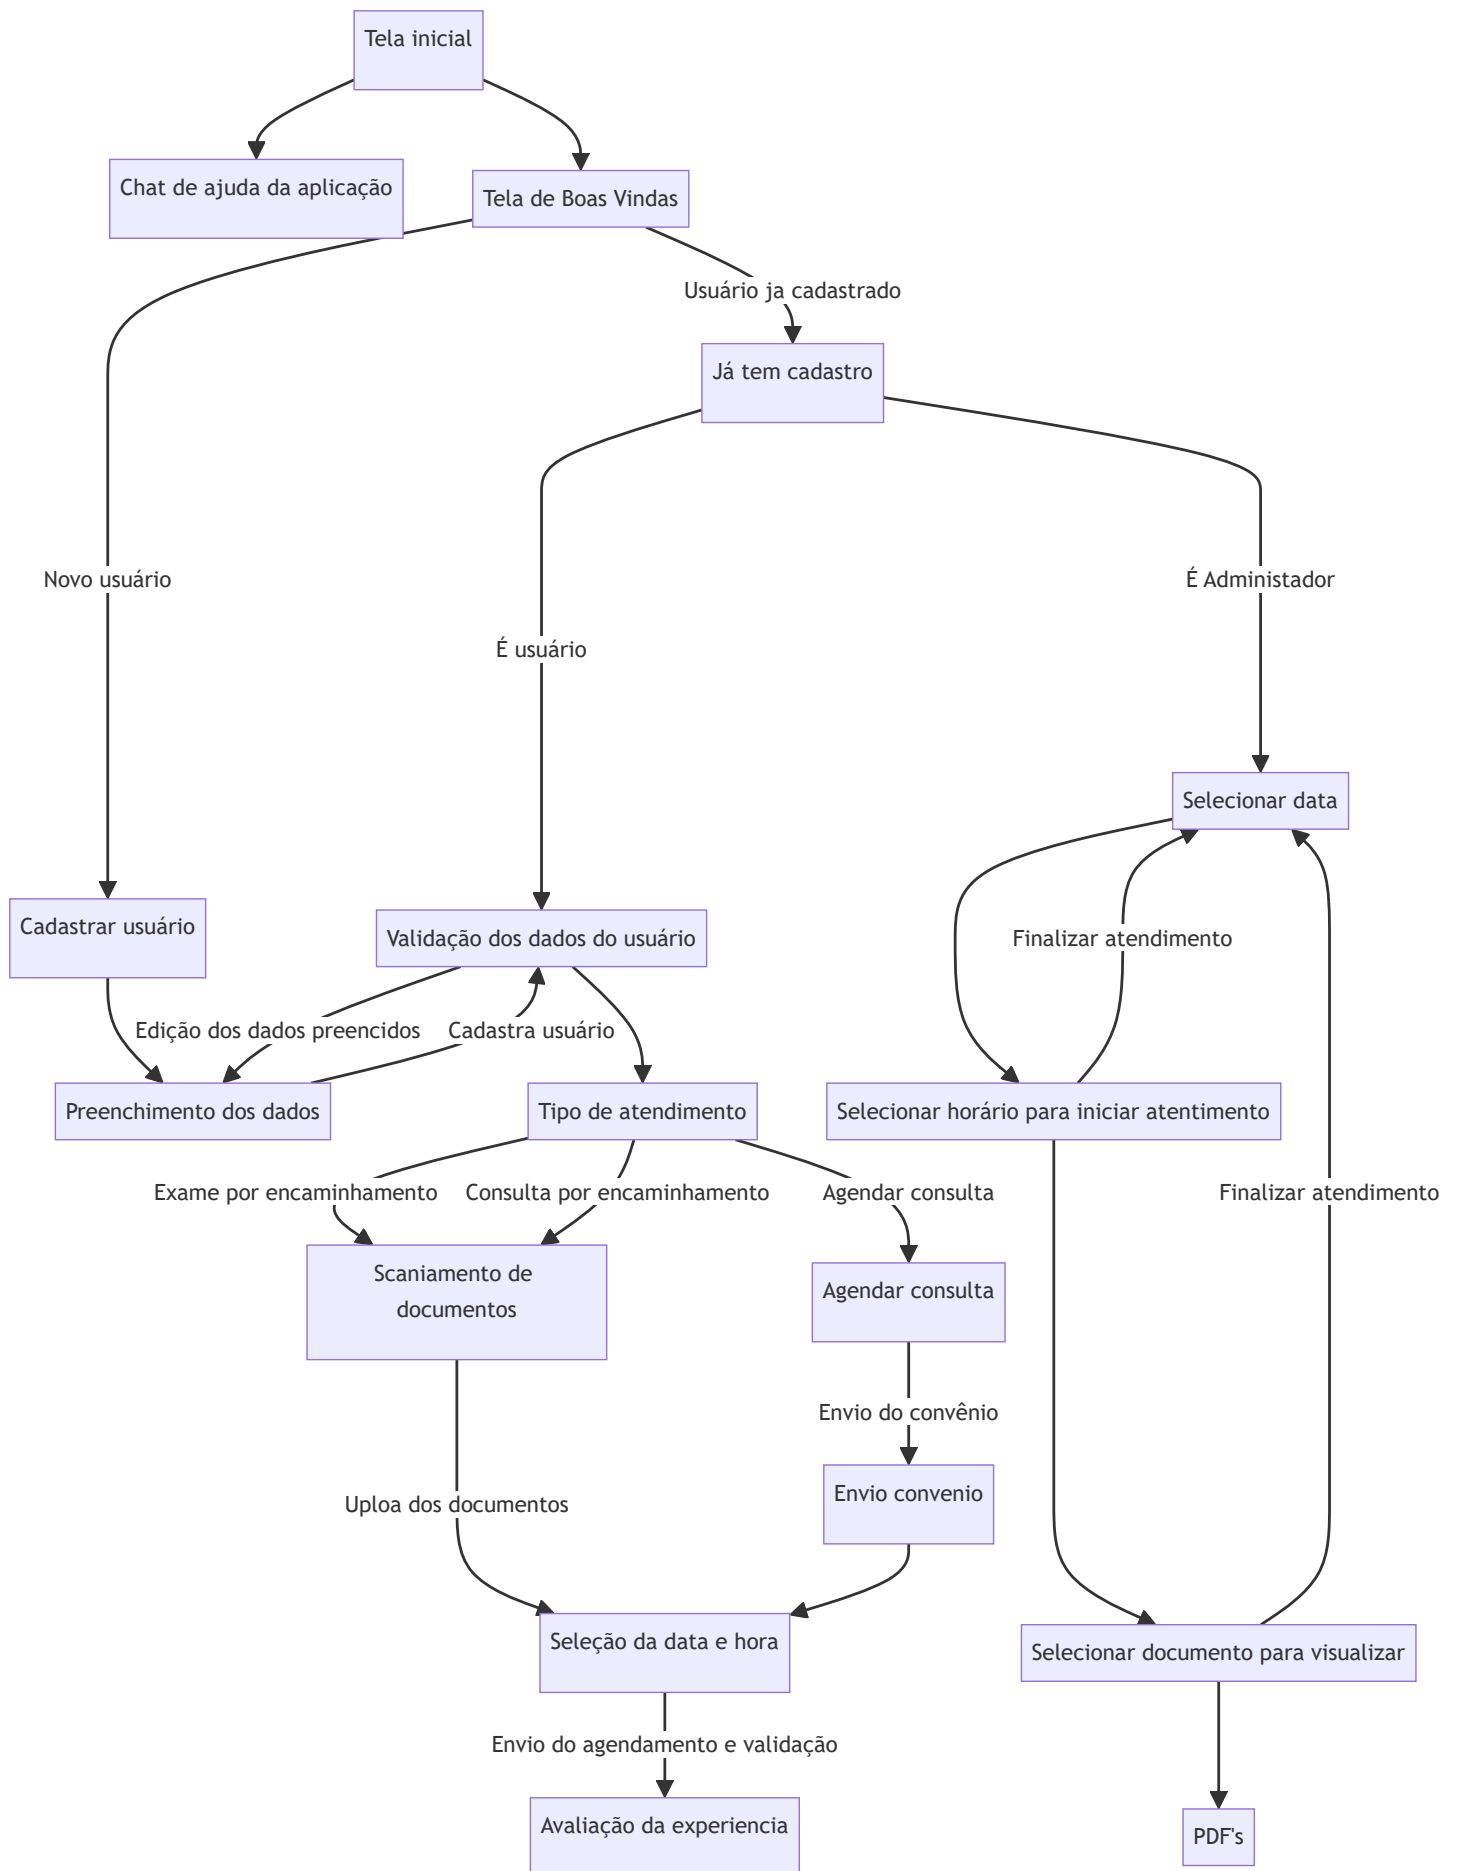 Tela inicial
Chat de ajuda da aplicação
Tela de Boas Vindas
Usuário ja cadastrado
Já tem cadastro
Novo usuário
É Administador
É usuário
Selecionar data
Cadastrar usuário
Validação dos dados do usuário
Finalizar atendimento
Edição dos dados preencidos
Cadastra usuário
Preenchimento dos dados
Tipo de atendimento
Selecionar horário para iniciar atentimento
Exame por encaminhamento
Consulta por encaminhamento
Agendar consulta
Finalizar atendimento
Scaniamento de
documentos
Agendar consulta
Envio do convênio
Envio convenio
Uploa dos documentos
Seleção da data e hora
Selecionar documento para visualizar
Envio do agendamento e validação
Avaliação da experiencia
PDF's